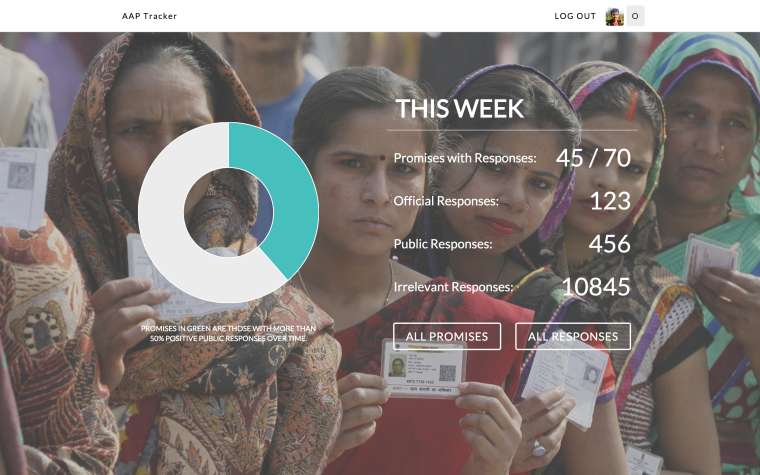 AAP Tracker
LOG OUT
O
THIS WEEK
Promises with Responses: 45 / 70
Official Responses: 123
Public Responses: 456
Irrelevant Responses: 10845
PROMISES IN GREEN ARE THOSE WITH MORE THAN
50% POSITIVE PUBLIC RESPONSES OVER TIME.
ALL PROMISES
ALL RESPONSES